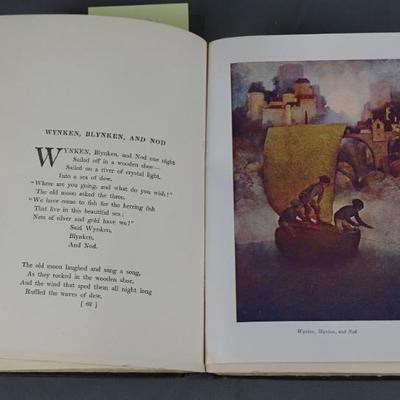 WYNKEN, BLYNKEN, AND NOD
WYNKEN, Blynken, and Nod one night
Sailed off in a wooden shoe—
Sailed on a river of crystal light,
Into a sea of dew.
"Where are you going, and what do you wish?"
The old moon asked the three.
"We have come to fish for the herring fish
That live in this beautiful sea;
Nets of silver and gold have we!"
Said Wynken,
Blynken,
And Nod.
The old moon laughed and sang a song,
As they rocked in the wooden shoe,
And the wind that sped them all night long
Ruffled the waves of dew.
[ 62 ]
Wynken, Blynken, and Nod